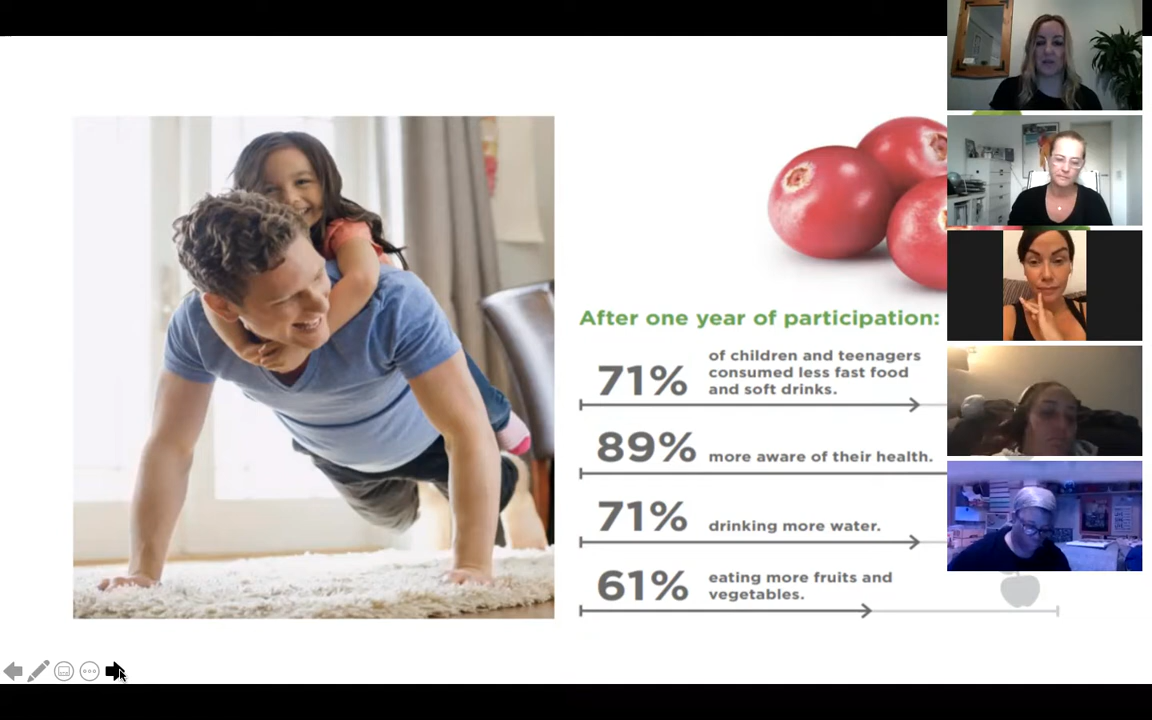 After one year of participation:
71%
of children and teenagers
consumed less fast food
and soft drinks.
89%
more aware of their health.
71%
drinking more water.
61%
eating more fruits and
vegetables.